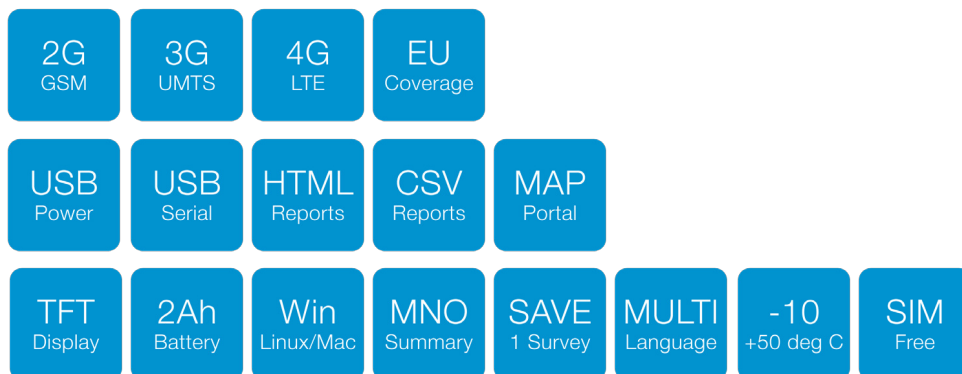 2G
GSM
3G
UMTS
4G
LTE
EU
Coverage
USB
Power
USB
Serial
HTML
Reports
CSV
Reports
MAP
Portal
TFT
Display
2Ah
Battery
Win
Linux/Mac
MNO
Summary
SAVE
1 Survey
MULTI
Language
-10
+50 deg C
SIM
Free